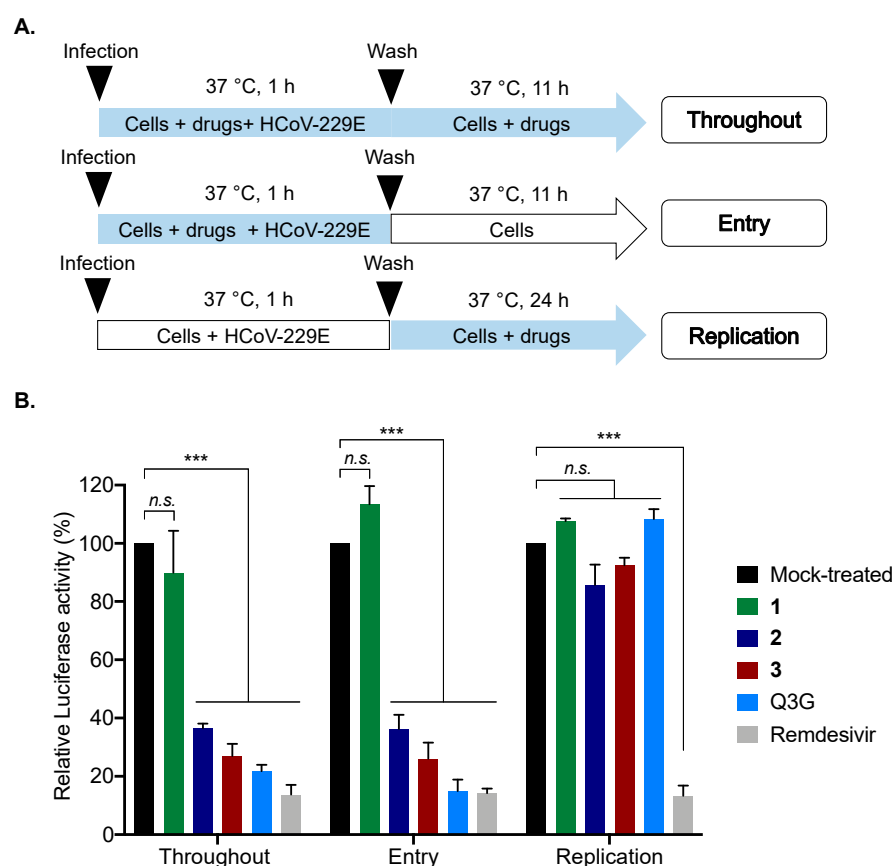 A.
Infection
Wash
37 °C, 1 h
37 °C, 11 h
Cells + drugs+ HCoV-229E
Cells + drugs
Throughout
Infection
Wash
37 °C, 1 h
37 °C, 11 h
Cells + drugs + HCoV-229E
Cells
Entry
Infection
Wash
37 °C, 1 h
37 °C, 24 h
Cells + HCoV-229E
Cells + drugs
Replication
B.
Relative Luciferase activity (%)
120
100
80
60
40
20
0
***
n.s.
***
n.s.
***
n.s.
Throughout
Entry
Replication
Mock-treated
1
2
3
Q3G
Remdesivir